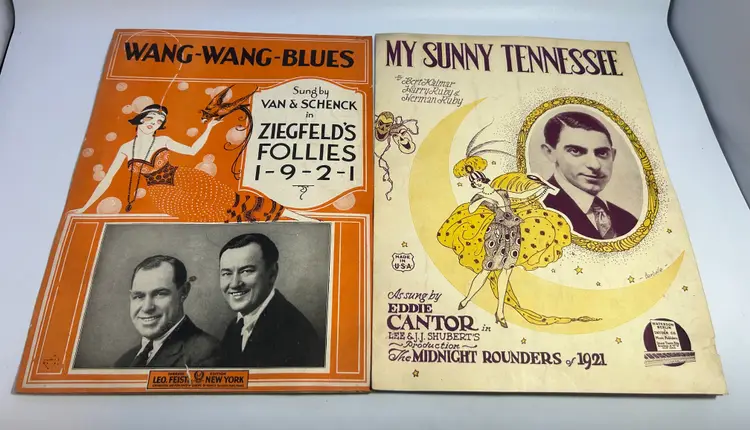 WANG-WANG-BLUES
Sung by
VAN & SCHENCK
in
ZIEGFELD'S
FOLLIES
1-9-2-1
LEO. FEIST
NEW YORK
MY SUNNY TENNESSEE
by Bert Kalmar
Harry Ruby &
Herman Ruby
MADE IN
U.S.A
As sung by
EDDIE
CANTOR in
LEE & J.J. SHUBERT'S
Production
The MIDNIGHT ROUNDERS of 1921